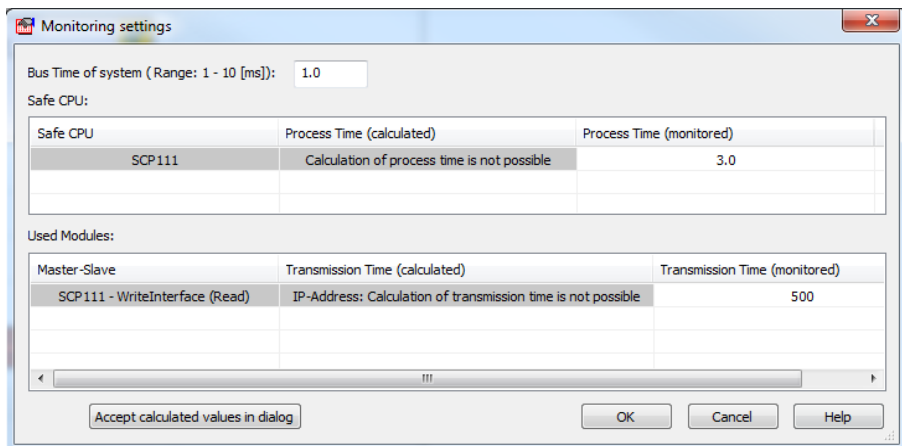 Monitoring settings
Bus Time of system ( Range: 1 - 10 [ms]): 1.0
Safe CPU:
Safe CPU Process Time (calculated) Process Time (monitored)
SCP111 Calculation of process time is not possible 3.0
Used Modules:
Master-Slave Transmission Time (calculated) Transmission Time (monitored)
SCP111 - WriteInterface (Read) IP-Address: Calculation of transmission time is not possible 500
Accept calculated values in dialog OK Cancel Help